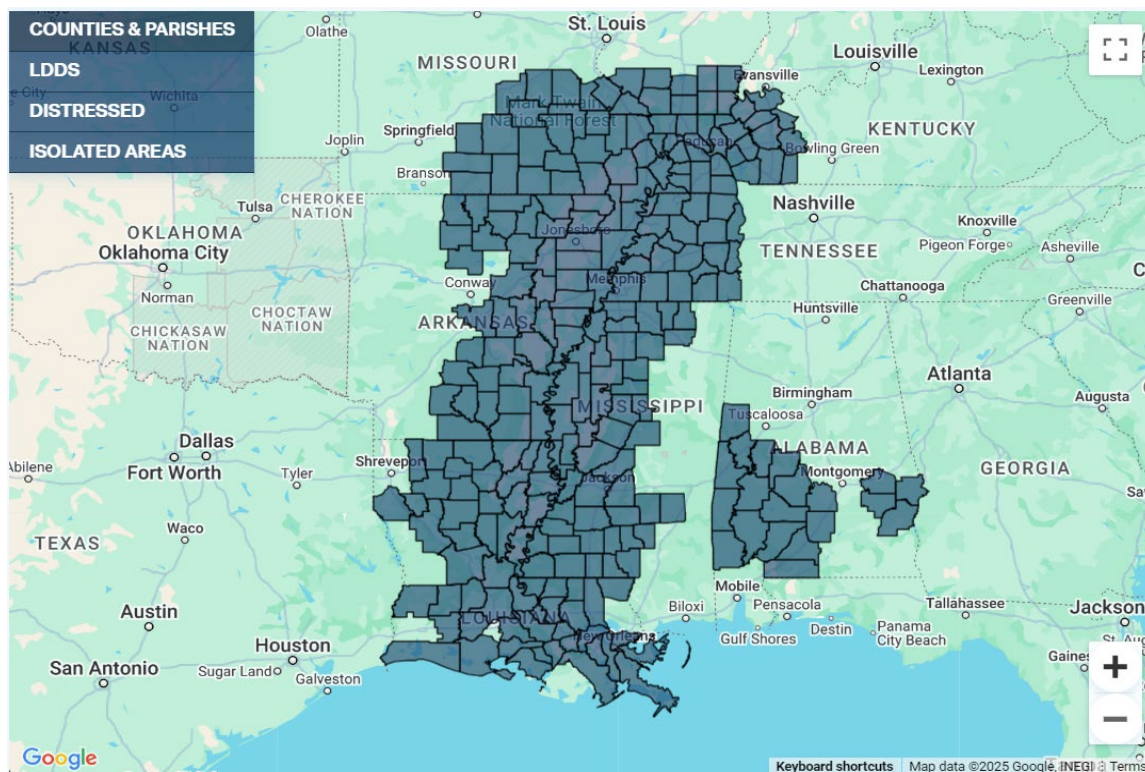 COUNTIES & PARISHES
LDDS
DISTRESSED
ISOLATED AREAS
KANSAS
Wichita
Olathe
St. Louis
MISSOURI
Louisville
Evansville
Lexington
Mark Twain
National Forest
KENTUCKY
Springfield
Joplin
Bowling Green
Branson
CHEROKEE
NATION
Tulsa
Nashville
Knoxville
OKLAHOMA
Oklahoma City
Jonesboro
TENNESSEE
Pigeon Forge
Asheville
Norman
Conway
Memphis
Chattanooga
Greenville
CHOCTAW
NATION
Huntsville
CHICKASAW
NATION
ARKANSAS
Atlanta
Birmingham
Augusta
MISSISSIPPI
Tuscaloosa
Dallas
ALABAMA
Fort Worth
Tyler
Shreveport
Jackson
Montgomery
GEORGIA
Abilene
Waco
TEXAS
Mobile
Tallahassee
Jackson
Austin
LOUISIANA
Biloxi
Pensacola
Gulf Shores
Destin
Panama
City Beach
New Orleans
Houston
San Antonio
Sugar Land
Galveston
+
−
Google
Keyboard shortcuts
Map data ©2025 Google, INEGI
Terms